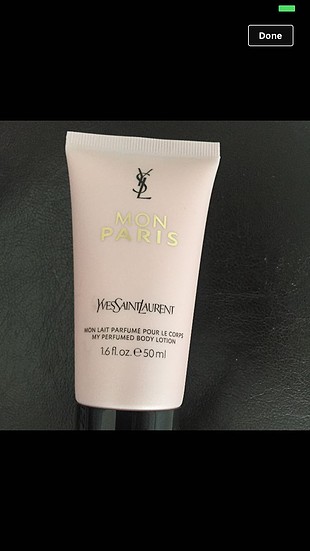 Done
YSL
MON
PARIS
YVESSAINTLAURENT
MON LAIT PARFUMÉ POUR LE CORPS
MY PERFUMED BODY LOTION
1.6 fl.oz. e 50 ml